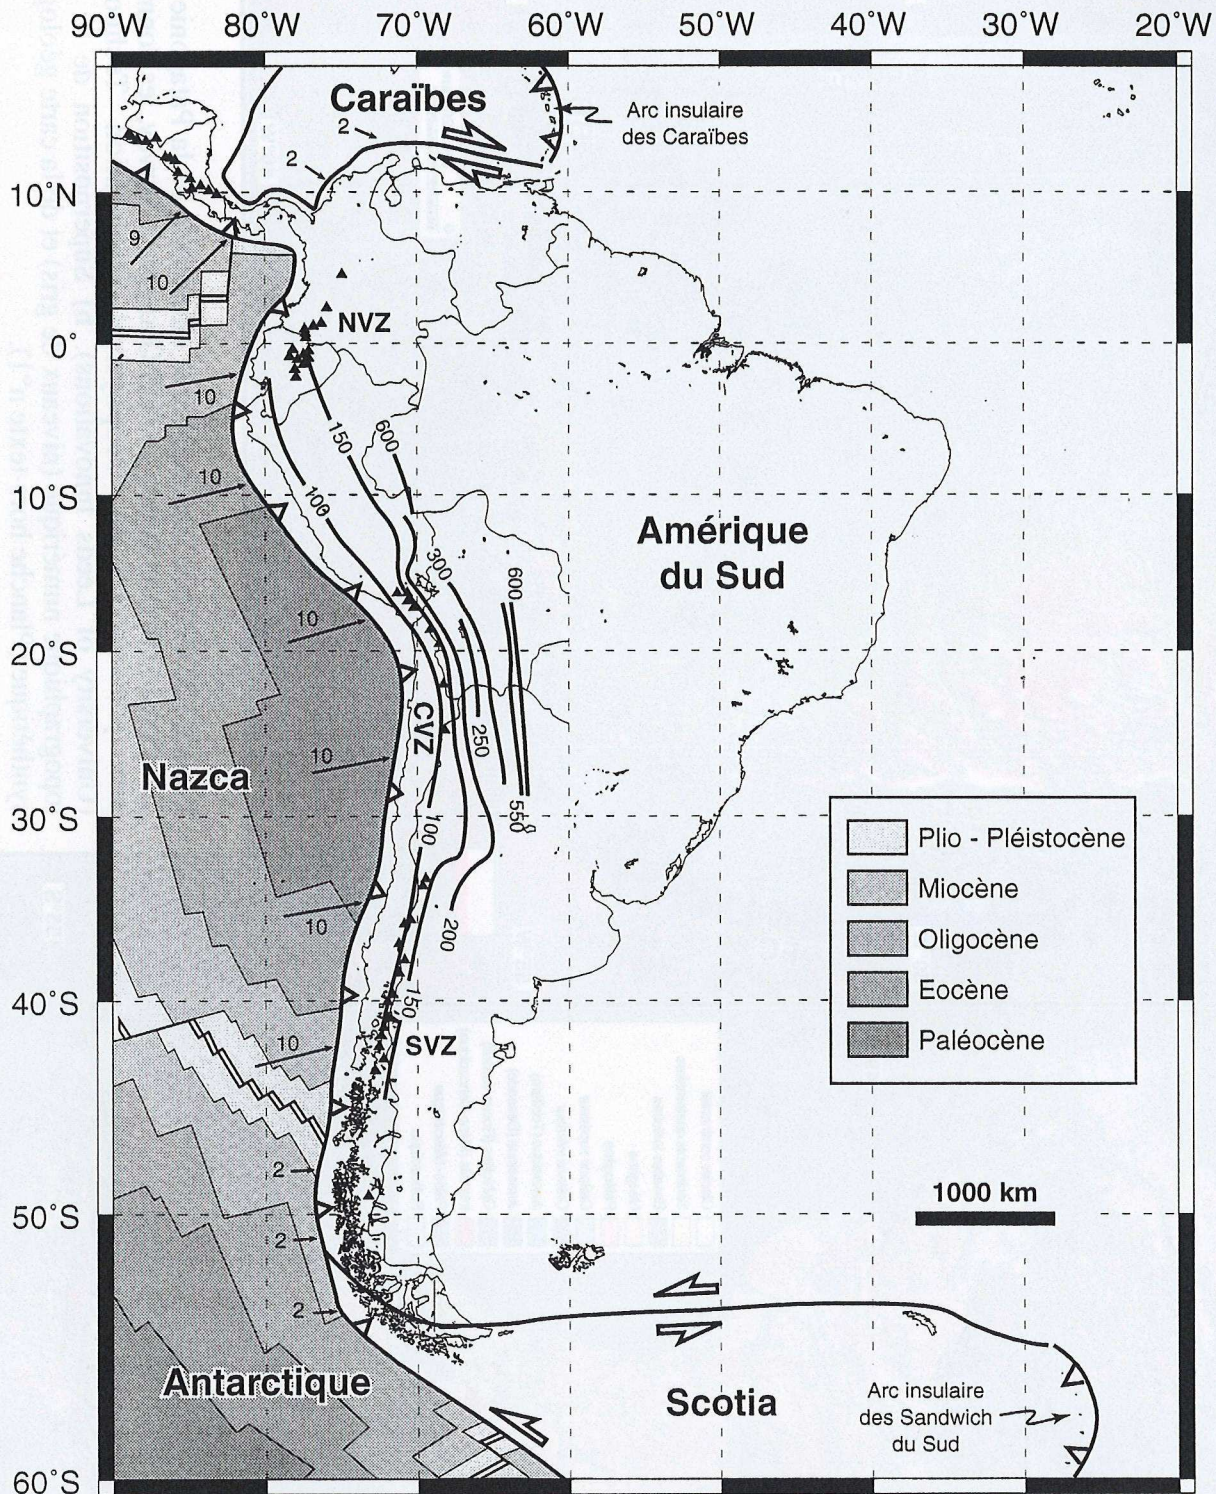 90°W 80°W 70°W 60°W 50°W 40°W 30°W 20°W
Caraïbes
Arc insulaire
des Caraïbes
2
2
10°N
9
10
NVZ
0°
10
150
600
10
10°S
100
Amérique
du Sud
300
600
10
20°S
CVZ
250
10
Nazca
30°S
100
550
Plio - Pléistocène
Miocène
Oligocène
Eocène
Paléocène
10
200
40°S
150
10
SVZ
2
1000 km
50°S
2
2
Antarctique
Scotia
Arc insulaire
des Sandwich
du Sud
60°S